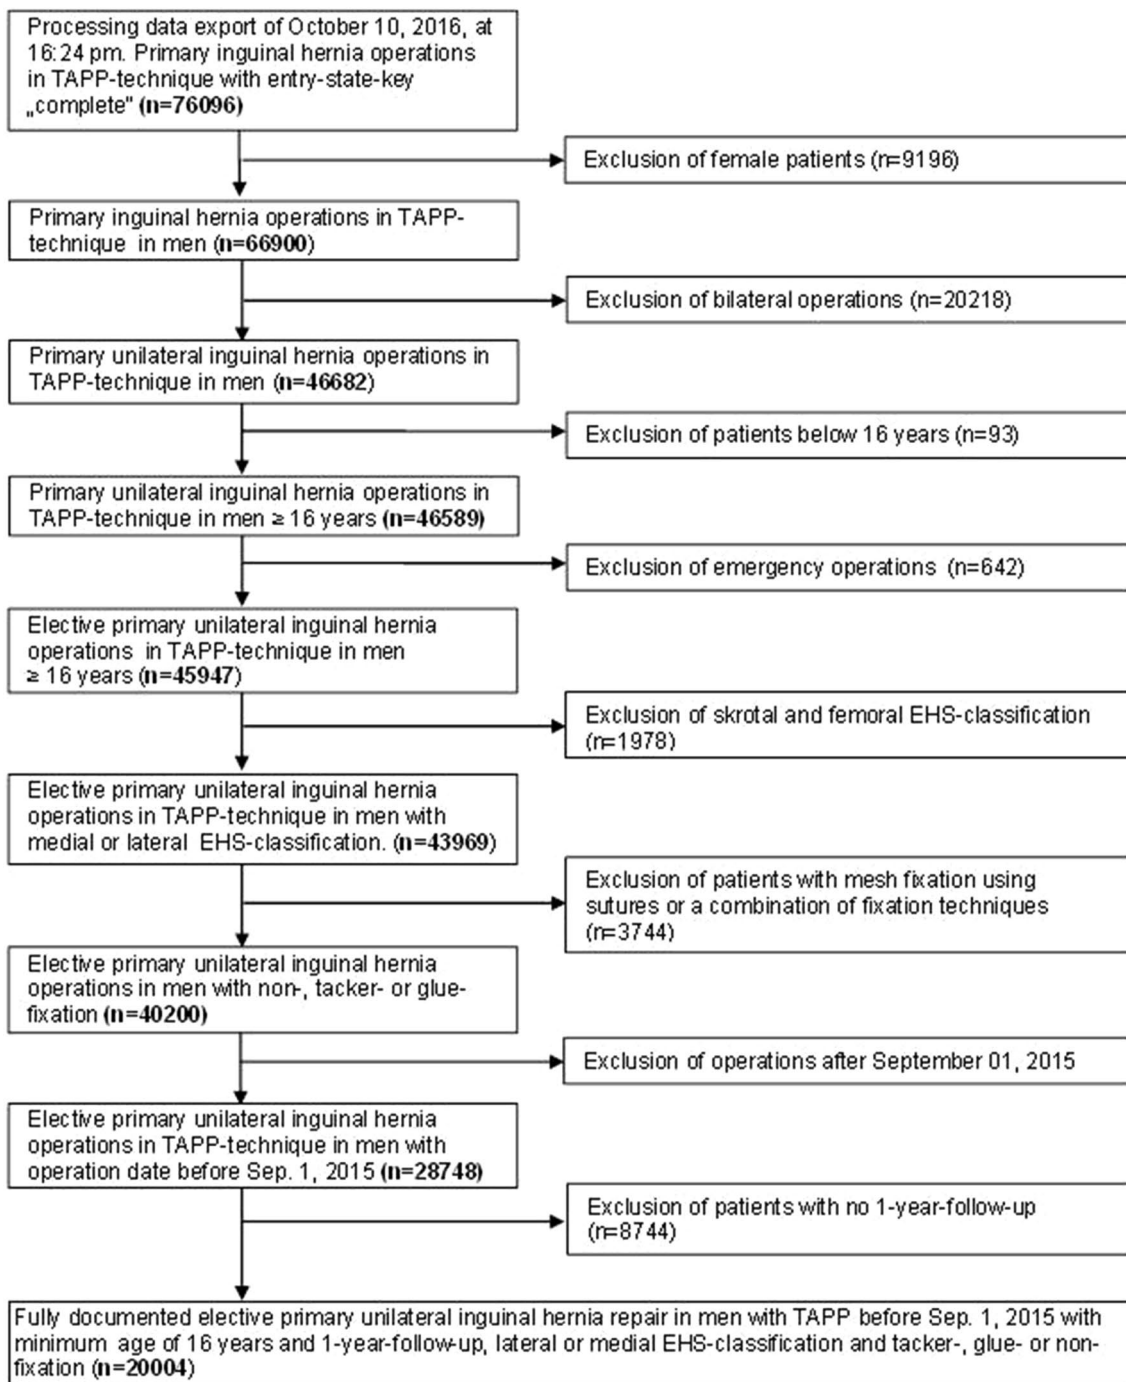 Processing data export of October 10, 2016, at
16:24 pm. Primary inguinal hernia operations
in TAPP-technique with entry-state-key
„complete" (n=76096)
Exclusion of female patients (n=9196)
Primary inguinal hernia operations in TAPP-
technique in men (n=66900)
Exclusion of bilateral operations (n=20218)
Primary unilateral inguinal hernia operations in
TAPP-technique in men (n=46682)
Exclusion of patients below 16 years (n=93)
Primary unilateral inguinal hernia operations in
TAPP-technique in men ≥ 16 years (n=46589)
Exclusion of emergency operations (n=642)
Elective primary unilateral inguinal hernia
operations in TAPP-technique in men
≥ 16 years (n=45947)
Exclusion of skrotal and femoral EHS-classification
(n=1978)
Elective primary unilateral inguinal hernia
operations in TAPP-technique in men with
medial or lateral EHS-classification. (n=43969)
Exclusion of patients with mesh fixation using
sutures or a combination of fixation techniques
(n=3744)
Elective primary unilateral inguinal hernia
operations in men with non-, tacker- or glue-
fixation (n=40200)
Exclusion of operations after September 01, 2015
Elective primary unilateral inguinal hernia
operations in TAPP-technique in men with
operation date before Sep. 1, 2015 (n=28748)
Exclusion of patients with no 1-year-follow-up
(n=8744)
Fully documented elective primary unilateral inguinal hernia repair in men with TAPP before Sep. 1, 2015 with
minimum age of 16 years and 1-year-follow-up, lateral or medial EHS-classification and tacker-, glue- or non-
fixation (n=20004)